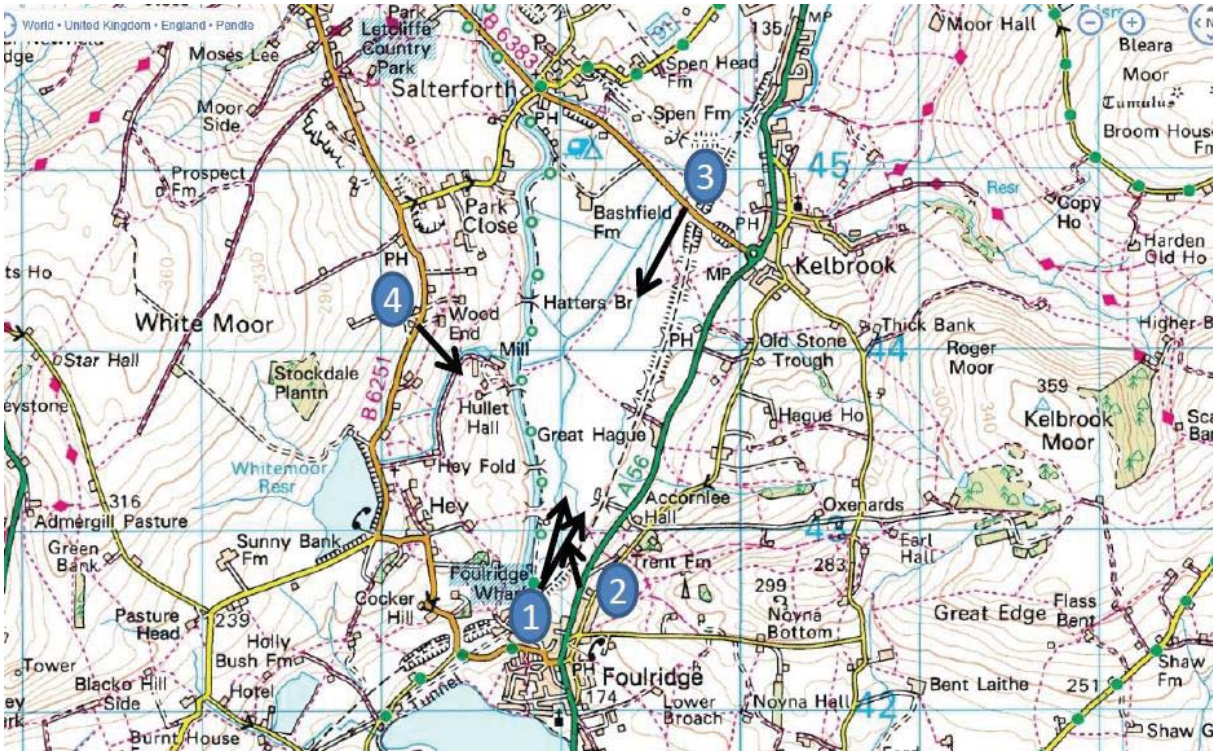 World • United Kingdom • England • Pendle
Park
Letcliffe
Country
Park
Moses Lee
B 6383
P
Salterforth
PH
Spen Head
Fm
Spen Fm
135
MP
Moor Hall
Bleara
Moor
Tumulus
Broom House
Fm
Moor
Side
Prospect
Fm
Park
Close
Bashfield
Fm
3
PH
45
Resr
Copy
Ho
Harden
Old Ho
360
330
290
PH
4
MP
Kelbrook
Hatters Br
White Moor
Wood
End
Mill
PH
Old Stone
Trough
Thick Bank
44
Roger
Moor
Higher B
Star Hall
Stockdale
Plantn
B6251
Hullet
Hall
Hague Ho
300
340
359
Kelbrook
Moor
Great Hague
Whitemoor
Resr
Hey Fold
A56
316
Admergill Pasture
Hey
Accornlee
Hall
Oxenards
43
Earl
Hall
Green
Bank
Sunny Bank
Fm
Foulridge
Wharf
Trent Fm
283
299
Noyna
Bottom
Great Edge
Flass
Bent
1
2
Cocker
Hill
Pasture
Head
239
Holly
Bush Fm
Tower
Blacko Hill
Side
Hotel
Tunnel
PH
Foulridge
174
Lower
Broach
Noyna Hall
42
Bent Laithe
251
Shaw
Fm
Burnt House
Shaw G